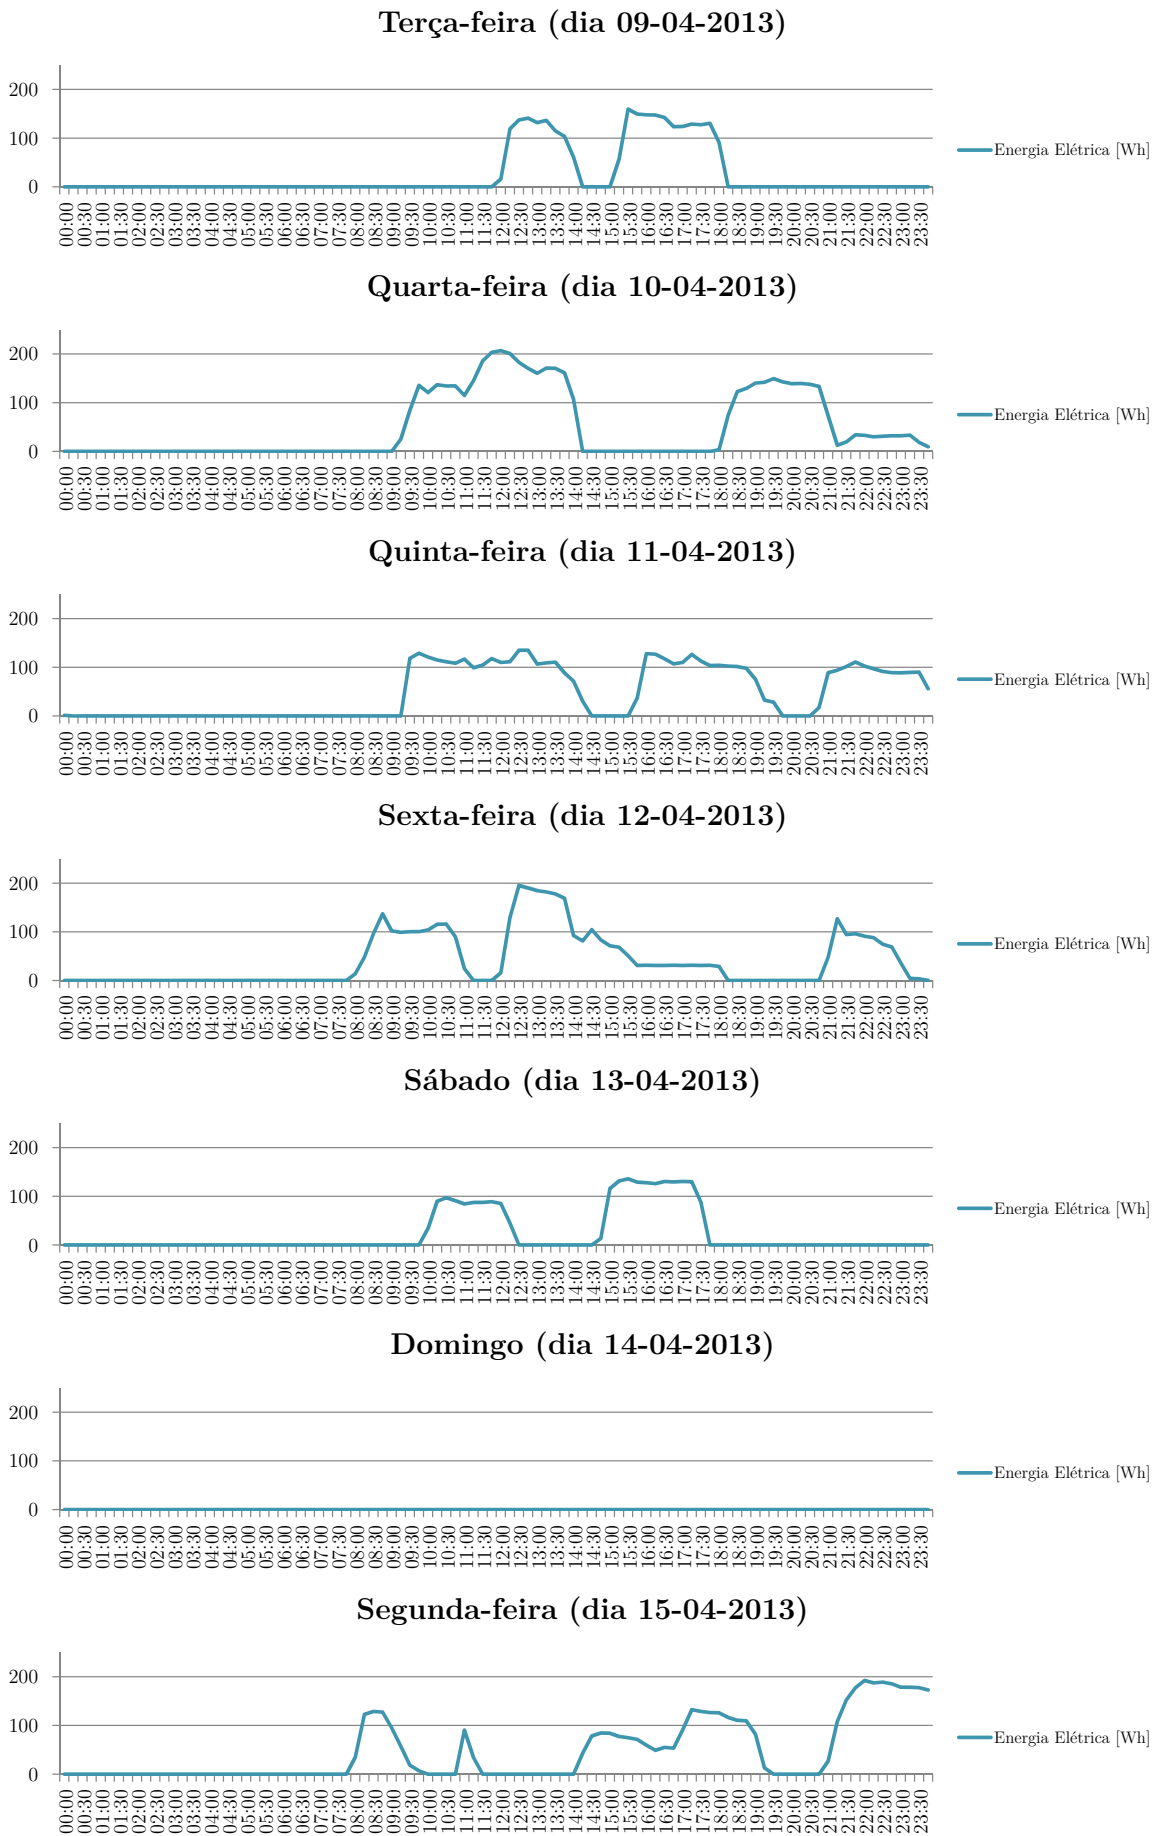 Terça-feira (dia 09-04-2013)
200
100
0
Energia Elétrica [Wh]
00:00 00:30 01:00 01:30 02:00 02:30 03:00 03:30 04:00 04:30 05:00 05:30 06:00 06:30 07:00 07:30 08:00 08:30 09:00 09:30 10:00 10:30 11:00 11:30 12:00 12:30 13:00 13:30 14:00 14:30 15:00 15:30 16:00 16:30 17:00 17:30 18:00 18:30 19:00 19:30 20:00 20:30 21:00 21:30 22:00 22:30 23:00 23:30
Quarta-feira (dia 10-04-2013)
200
100
0
Energia Elétrica [Wh]
00:00 00:30 01:00 01:30 02:00 02:30 03:00 03:30 04:00 04:30 05:00 05:30 06:00 06:30 07:00 07:30 08:00 08:30 09:00 09:30 10:00 10:30 11:00 11:30 12:00 12:30 13:00 13:30 14:00 14:30 15:00 15:30 16:00 16:30 17:00 17:30 18:00 18:30 19:00 19:30 20:00 20:30 21:00 21:30 22:00 22:30 23:00 23:30
Quinta-feira (dia 11-04-2013)
200
100
0
Energia Elétrica [Wh]
00:00 00:30 01:00 01:30 02:00 02:30 03:00 03:30 04:00 04:30 05:00 05:30 06:00 06:30 07:00 07:30 08:00 08:30 09:00 09:30 10:00 10:30 11:00 11:30 12:00 12:30 13:00 13:30 14:00 14:30 15:00 15:30 16:00 16:30 17:00 17:30 18:00 18:30 19:00 19:30 20:00 20:30 21:00 21:30 22:00 22:30 23:00 23:30
Sexta-feira (dia 12-04-2013)
200
100
0
Energia Elétrica [Wh]
00:00 00:30 01:00 01:30 02:00 02:30 03:00 03:30 04:00 04:30 05:00 05:30 06:00 06:30 07:00 07:30 08:00 08:30 09:00 09:30 10:00 10:30 11:00 11:30 12:00 12:30 13:00 13:30 14:00 14:30 15:00 15:30 16:00 16:30 17:00 17:30 18:00 18:30 19:00 19:30 20:00 20:30 21:00 21:30 22:00 22:30 23:00 23:30
Sábado (dia 13-04-2013)
200
100
0
Energia Elétrica [Wh]
00:00 00:30 01:00 01:30 02:00 02:30 03:00 03:30 04:00 04:30 05:00 05:30 06:00 06:30 07:00 07:30 08:00 08:30 09:00 09:30 10:00 10:30 11:00 11:30 12:00 12:30 13:00 13:30 14:00 14:30 15:00 15:30 16:00 16:30 17:00 17:30 18:00 18:30 19:00 19:30 20:00 20:30 21:00 21:30 22:00 22:30 23:00 23:30
Domingo (dia 14-04-2013)
200
100
0
Energia Elétrica [Wh]
00:00 00:30 01:00 01:30 02:00 02:30 03:00 03:30 04:00 04:30 05:00 05:30 06:00 06:30 07:00 07:30 08:00 08:30 09:00 09:30 10:00 10:30 11:00 11:30 12:00 12:30 13:00 13:30 14:00 14:30 15:00 15:30 16:00 16:30 17:00 17:30 18:00 18:30 19:00 19:30 20:00 20:30 21:00 21:30 22:00 22:30 23:00 23:30
Segunda-feira (dia 15-04-2013)
200
100
0
Energia Elétrica [Wh]
00:00 00:30 01:00 01:30 02:00 02:30 03:00 03:30 04:00 04:30 05:00 05:30 06:00 06:30 07:00 07:30 08:00 08:30 09:00 09:30 10:00 10:30 11:00 11:30 12:00 12:30 13:00 13:30 14:00 14:30 15:00 15:30 16:00 16:30 17:00 17:30 18:00 18:30 19:00 19:30 20:00 20:30 21:00 21:30 22:00 22:30 23:00 23:30